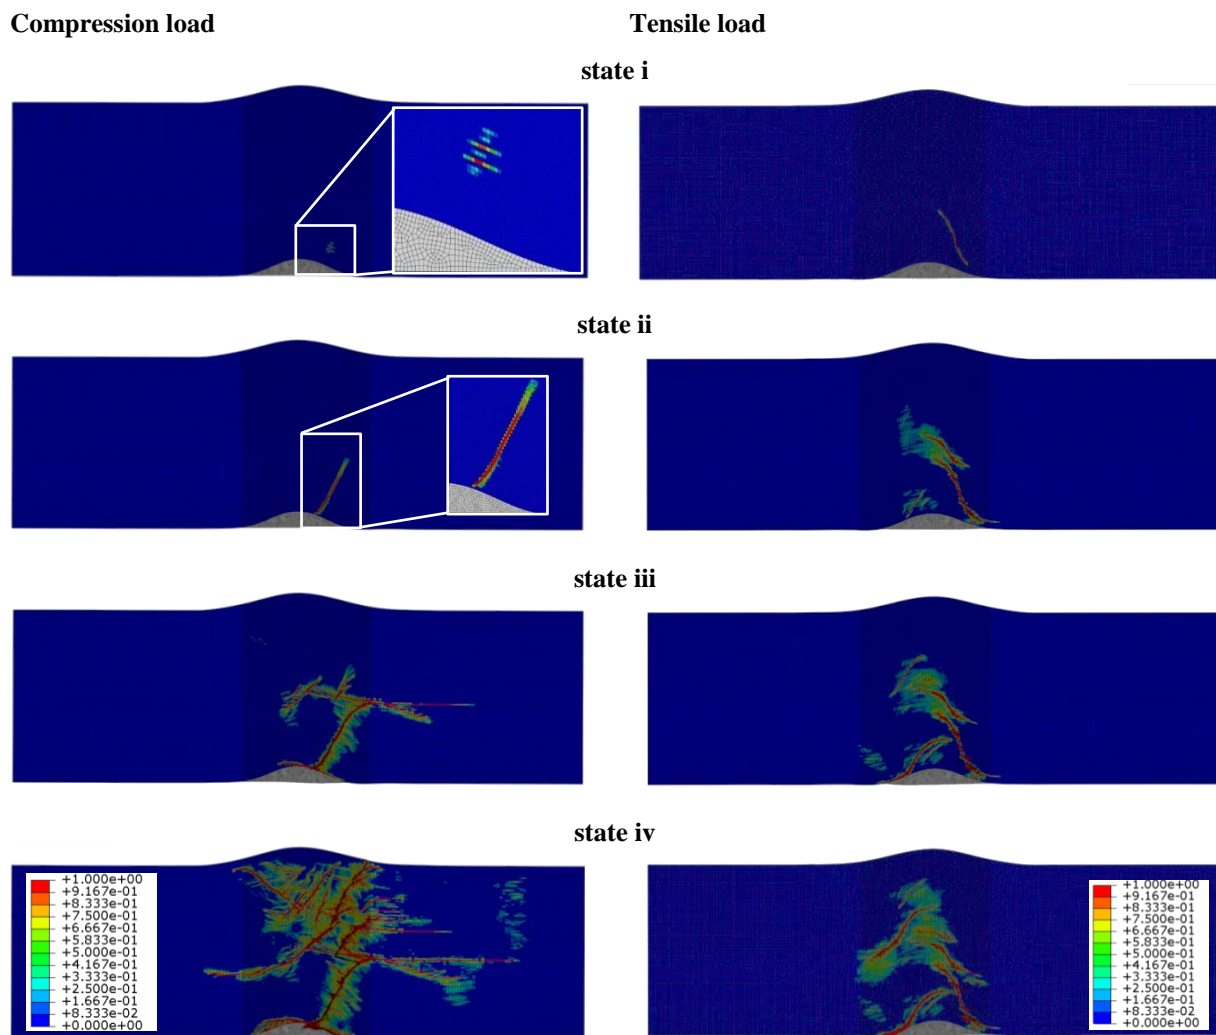 Compression load
Tensile load
state i
state ii
state iii
state iv
+1.000e+00
+9.167e-01
+8.333e-01
+7.500e-01
+6.667e-01
+5.833e-01
+5.000e-01
+4.167e-01
+3.333e-01
+2.500e-01
+1.667e-01
+8.333e-02
+0.000e+00
+1.000e+00
+9.167e-01
+8.333e-01
+7.500e-01
+6.667e-01
+5.833e-01
+5.000e-01
+4.167e-01
+3.333e-01
+2.500e-01
+1.667e-01
+8.333e-02
+0.000e+00